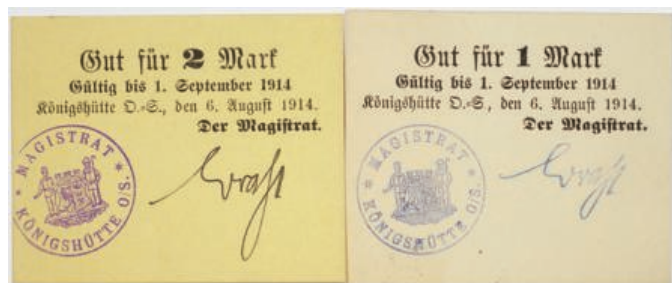 Gut für 2 Mark
Gültig bis 1. September 1914
Königshütte O.-S., den 6. August 1914.
Der Magistrat.
MAGISTRAT
KÖNIGSHÜTTE O/S.
Gut für 1 Mark
Gültig bis 1. September 1914
Königshütte O.-S, den 6. August 1914.
Der Magistrat.
MAGISTRAT
KÖNIGSHÜTTE O/S.